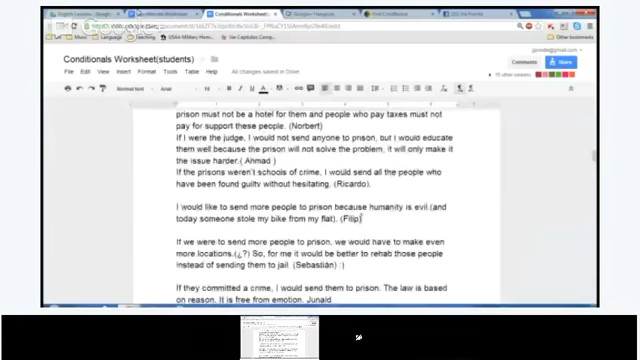 Conditionals Worksheet
Conditionals Worksheet(students)
File Edit View Insert Format Tools Table Help All changes saved in Drive
Comments
Share
Normal text
Arial
prison must not be a hotel for them and people who pay taxes must not
pay for support these people. (Norbert)
If I were the judge, I would not send anyone to prison, but I would educate
them well because the prison will not solve the problem, it will only make it
the issue harder.( Ahmad )
If the prisons weren't schools of crime, I would send all the people who
have been found guilty without hesitating. (Ricardo).
I would like to send more people to prison because humanity is evil.(and
today someone stole my bike from my flat). (Filip)
If we were to send more people to prison, we would have to make even
more locations.(¿?) So, for me it would be better to rehab those people
instead of sending them to jail. (Sebastián) :)
If they committed a crime, I would send them to prison. The law is based
on reason. It is free from emotion. Junaid